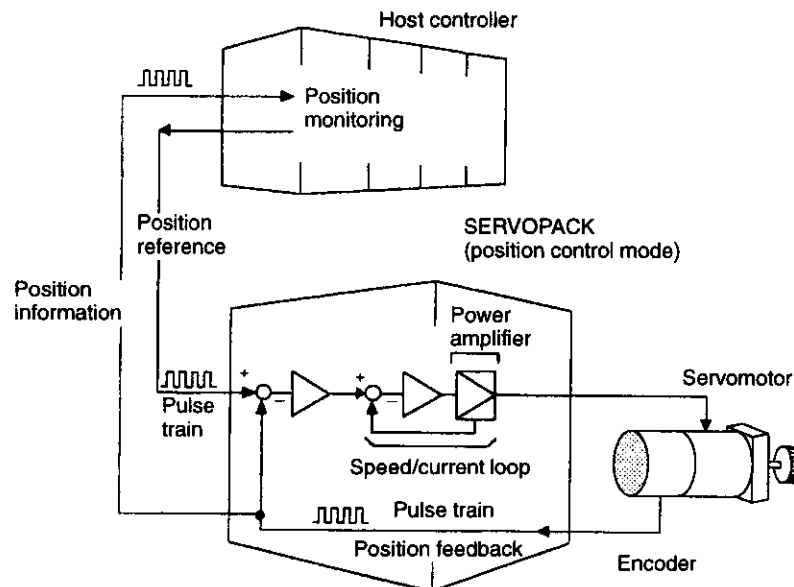 Host controller
Position
monitoring
Position
reference
SERVOPACK
(position control mode)
Position
information
Power
amplifier
+
−
+
−
Servomotor
Pulse
train
Speed/current loop
Pulse train
Position feedback
Encoder